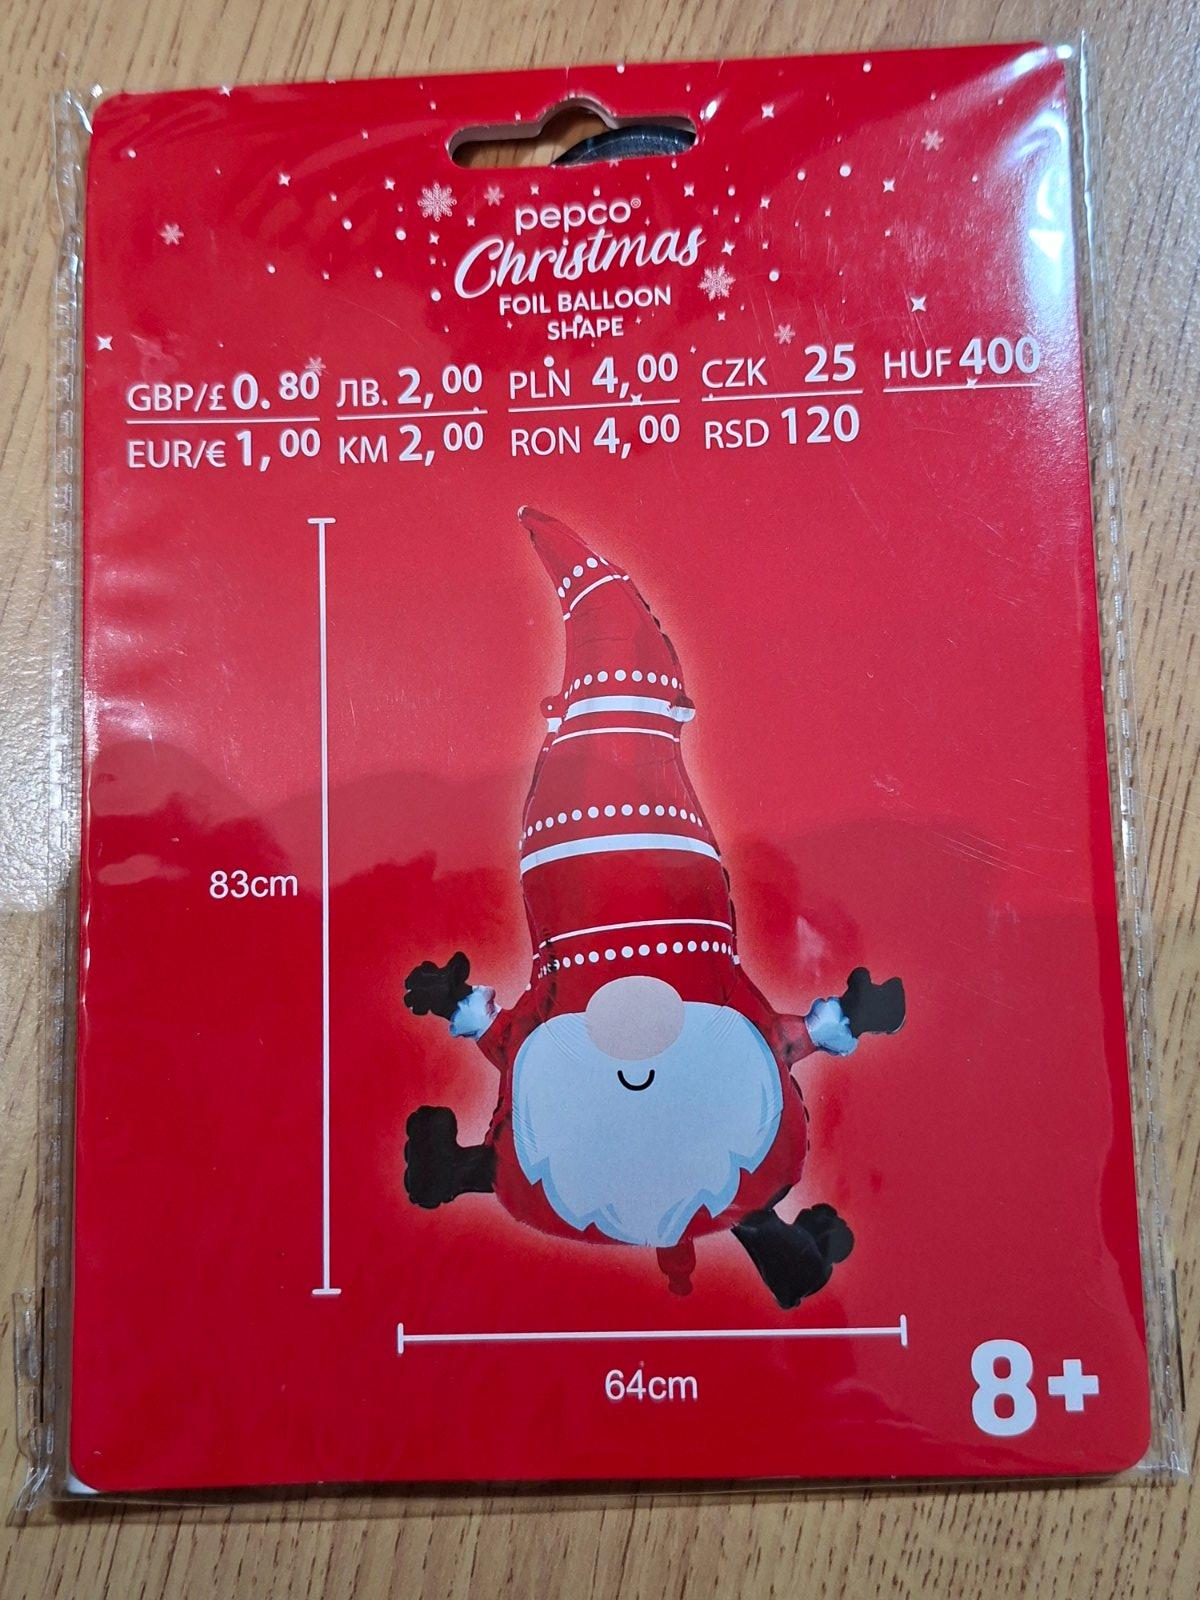 pepco®
Christmas
FOIL BALLOON
SHAPE
GBP/£ 0.80 ЛВ. 2,00 PLN 4,00 CZK 25 HUF 400
EUR/€ 1,00 KM 2,00 RON 4,00 RSD 120
83cm
64cm
8+